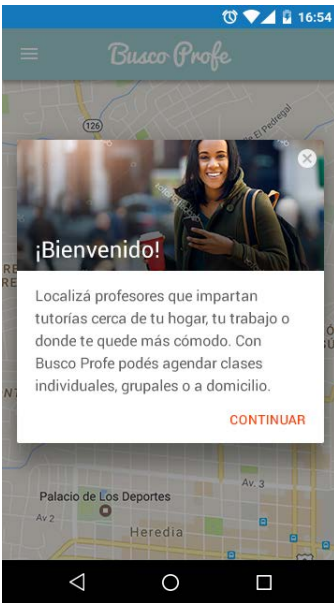 16:54
Busco Profe
El Pedregal
126
¡Bienvenido!
Localizá profesores que impartan
tutorías cerca de tu hogar, tu trabajo o
donde te quede más cómodo. Con
Busco Profe podés agendar clases
individuales, grupales o a domicilio.
CONTINUAR
Av. 3
Palacio de Los Deportes
Av 2
Heredia